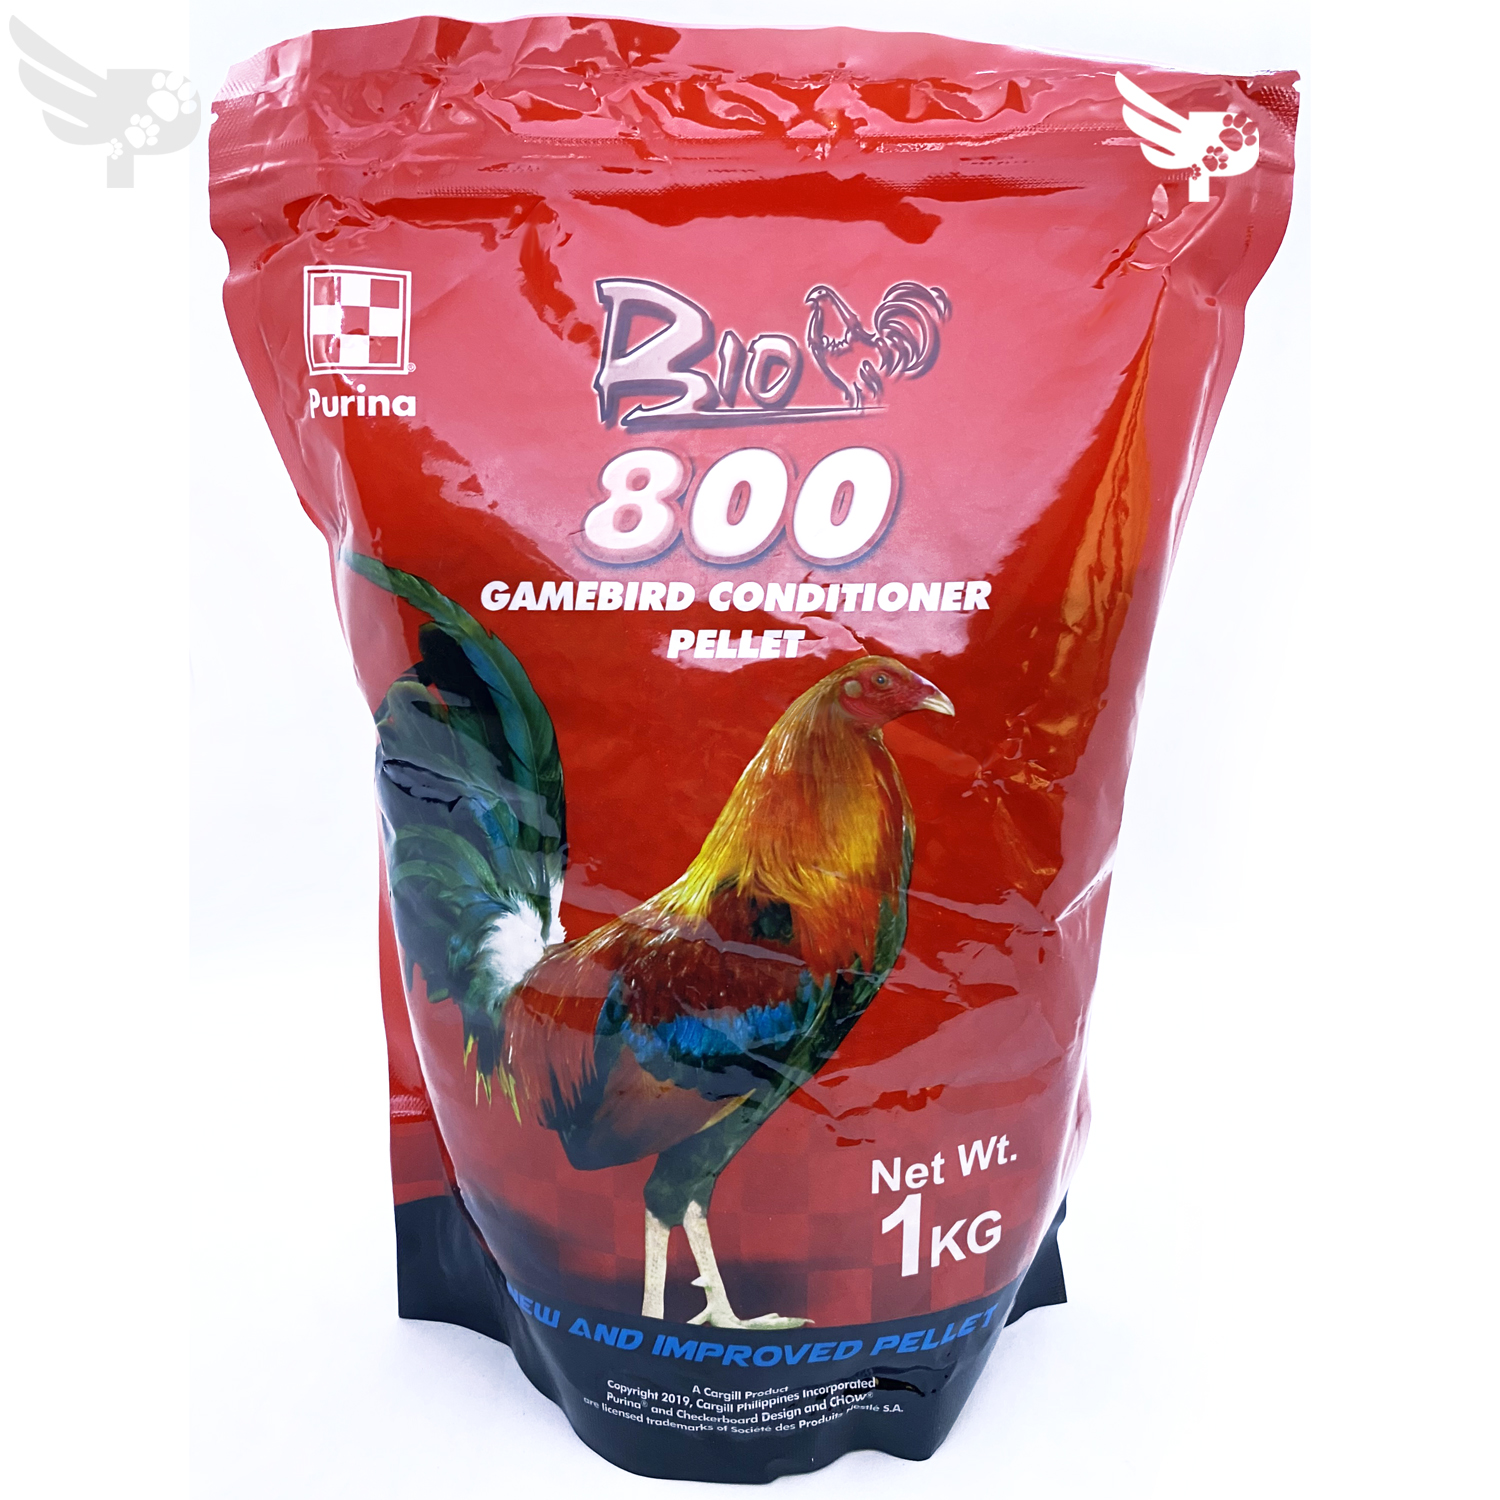 Purina
BIO
800
GAMEBIRD CONDITIONER
PELLET
Net Wt.
1KG
NEW AND IMPROVED PELLET
A Cargill Product
Copyright 2019, Cargill Philippines Incorporated
Purina® and Checkerboard Design and CHOW®
are licensed trademarks of Société des Produits Nestlé S.A.